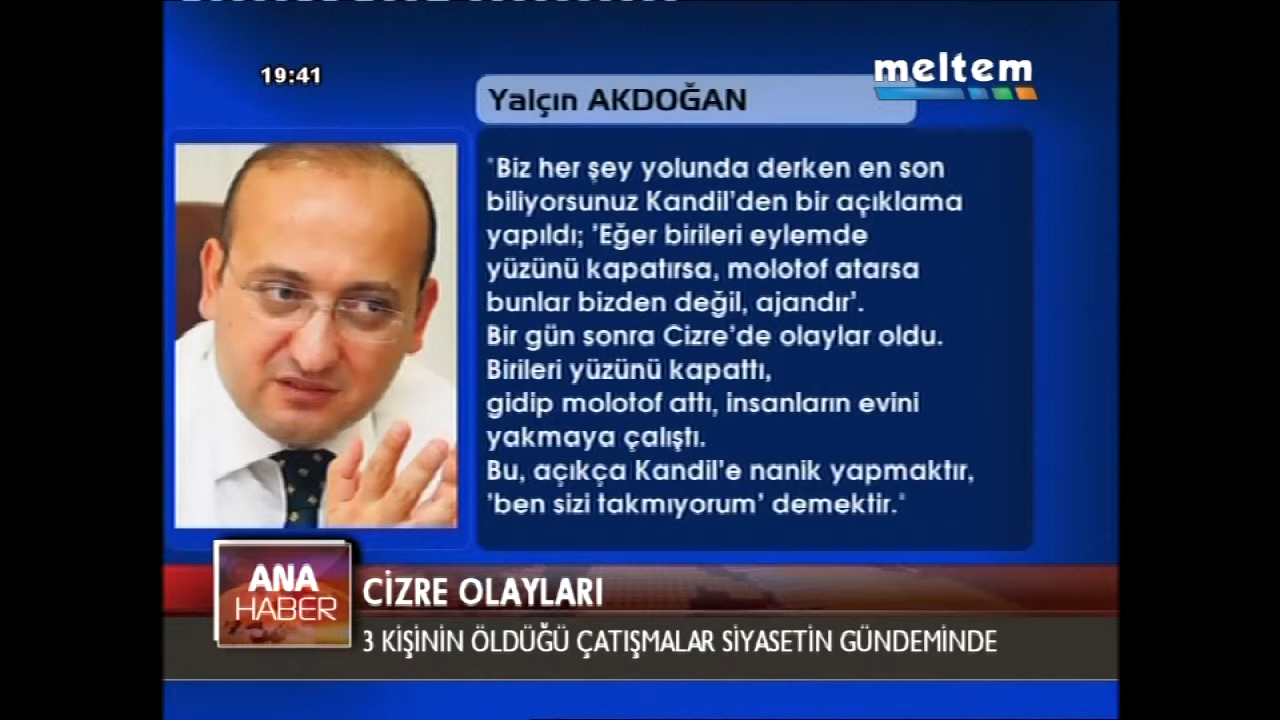 19:41
meltem
Yalçın AKDOĞAN
"Biz her şey yolunda derken en son
biliyorsunuz Kandil'den bir açıklama
yapıldı; 'Eğer birileri eylemde
yüzünü kapatırsa, molotof atarsa
bunlar bizden değil, ajandır'.
Bir gün sonra Cizre'de olaylar oldu.
Birileri yüzünü kapattı,
gidip molotof attı, insanların evini
yakmaya çalıştı.
Bu, açıkça Kandil'e nanik yapmaktır,
'ben sizi takmıyorum' demektir."
ANA
HABER
CİZRE OLAYLARI
3 KİŞİNİN ÖLDÜĞÜ ÇATIŞMALAR SİYASETİN GÜNDEMİNDE